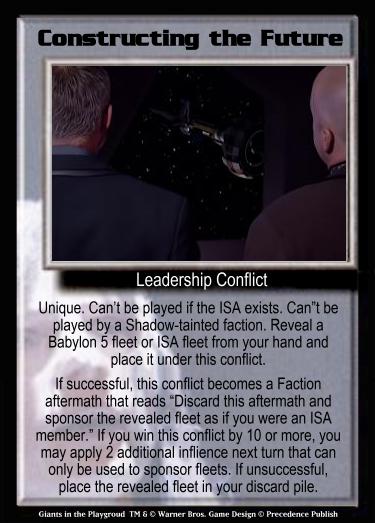 Constructing the Future
Leadership Conflict
Unique. Can't be played if the ISA exists. Can"t be
played by a Shadow-tainted faction. Reveal a
Babylon 5 fleet or ISA fleet from your hand and
place it under this conflict.
If successful, this conflict becomes a Faction
aftermath that reads “Discard this aftermath and
sponsor the revealed fleet as if you were an ISA
member.” If you win this conflict by 10 or more, you
may apply 2 additional inflience next turn that can
only be used to sponsor fleets. If unsuccessful,
place the revealed fleet in your discard pile.
Giants in the Playgroud TM & © Warner Bros. Game Design © Precedence Publish